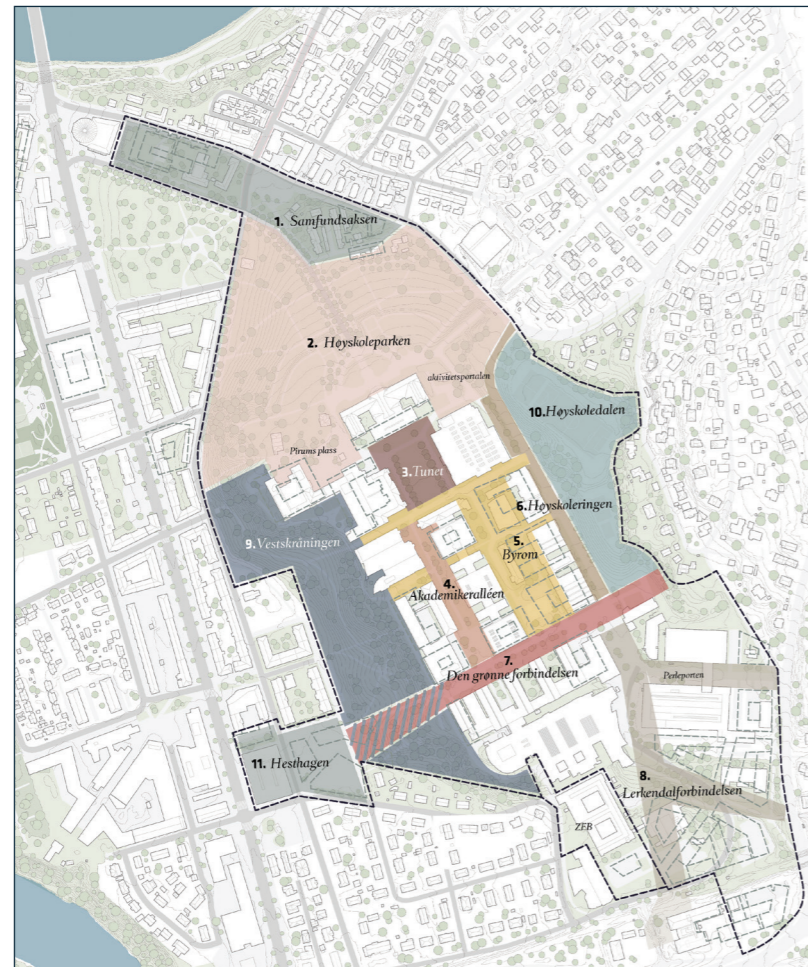 1. Samfundsaksen
2. Høyskoleparken
aktivitetsportalen
10. Høyskoledalen
Pirums plass
3. Tunet
6. Høyskoleringen
9. Vestskråningen
5.
Byrom
4.
Akademikeralléen
7.
Den grønne forbindelsen
Perleporten
11. Hesthagen
8.
Lerkendalforbindelsen
ZEB